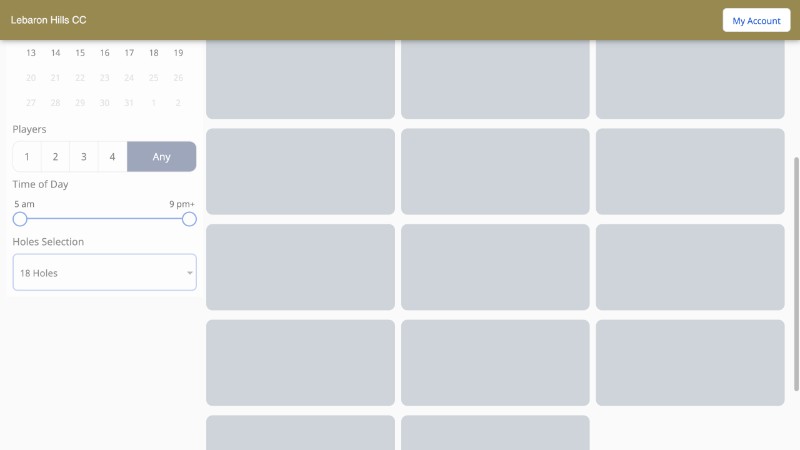 Lebaron Hills CC
My Account
13 14 15 16 17 18 19
20 21 22 23 24 25 26
27 28 29 30 31 1 2
Players
1 2 3 4 Any
Time of Day
5 am 9 pm+
Holes Selection
18 Holes